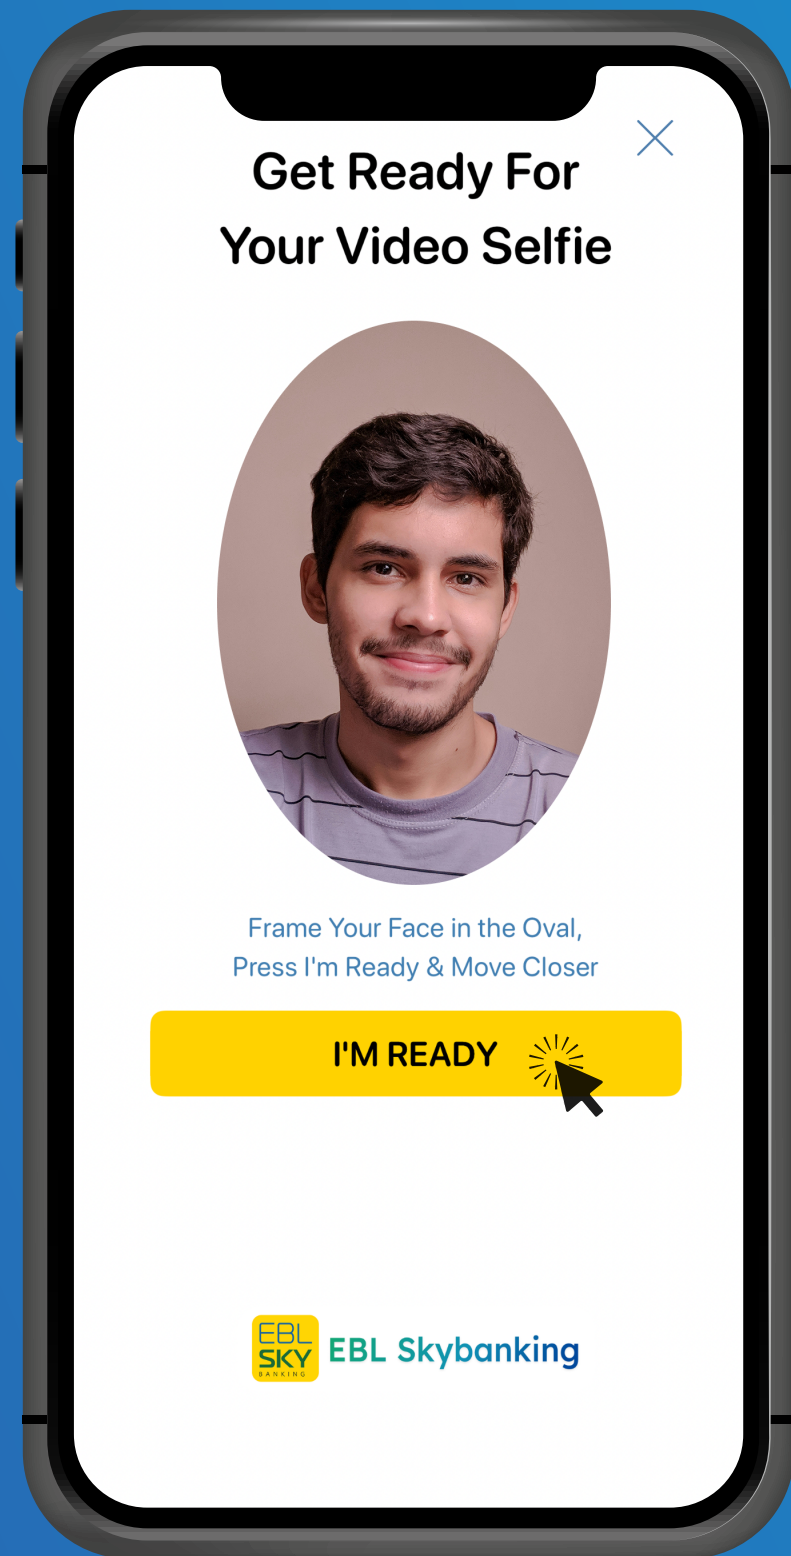 Get Ready For
Your Video Selfie
Frame Your Face in the Oval,
Press I'm Ready & Move Closer
I'M READY
EBL
SKY
BANKING
EBL Skybanking